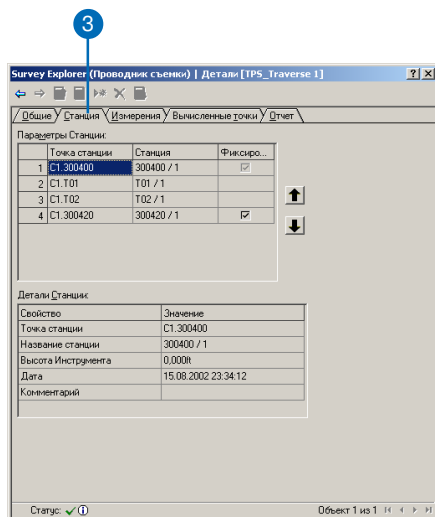 3
Survey Explorer (Проводник съемки) | Детали [TPS_Traverse 1]
Общие Станция Измерения Вычисленные точки Отчет
Параметры Станции:
Точка станции Станция Фиксиро...
1 C1.300400 300400 / 1
2 C1.T01 T01 / 1
3 C1.T02 T02 / 1
4 C1.300420 300420 / 1
Детали Станции:
Свойство Значение
Точка станции C1.300400
Название станции 300400 / 1
Высота Инструмента 0,000ft
Дата 15.08.2002 23:34:12
Комментарий
Статус: Объект 1 из 1